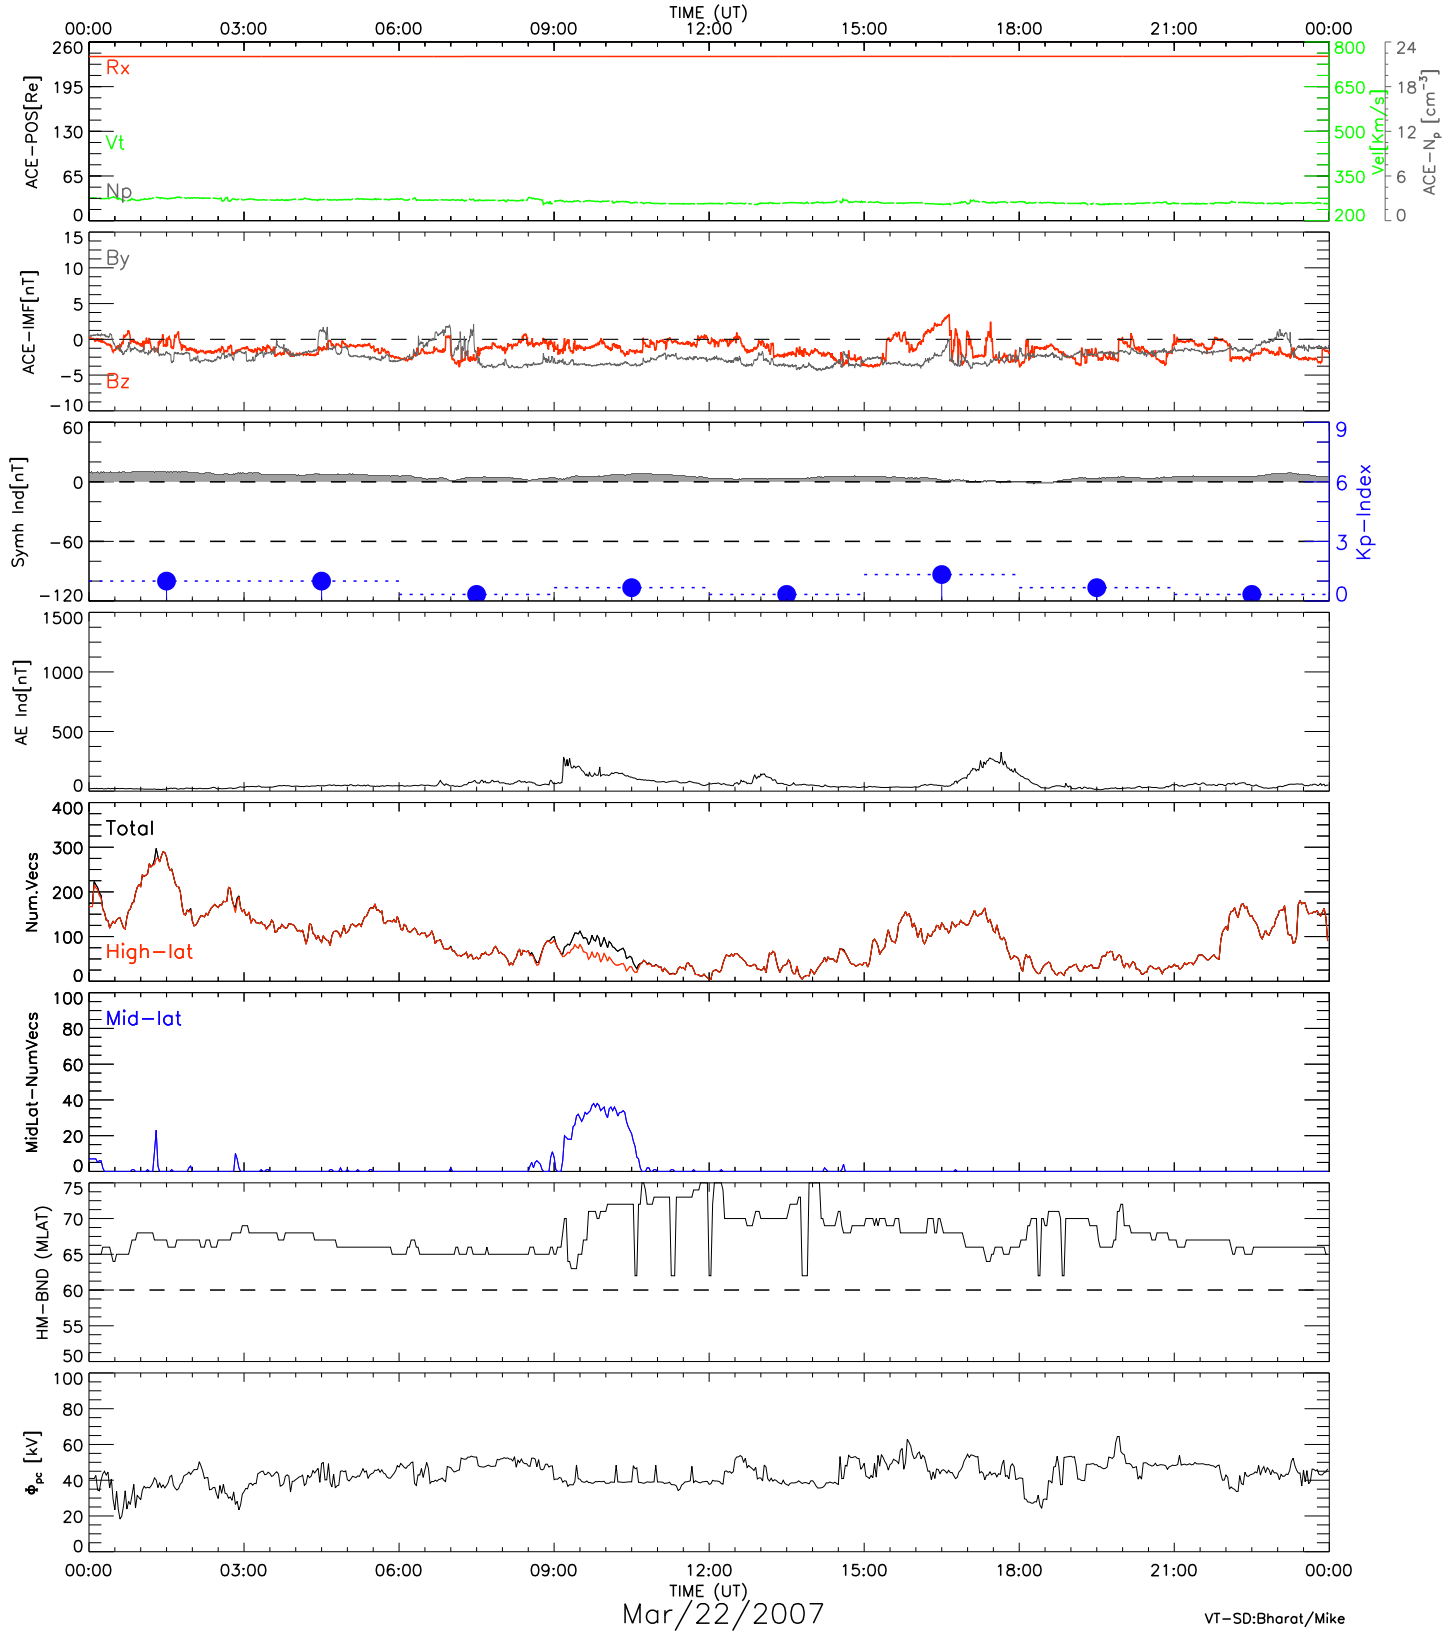 TIME (UT)
00:00 03:00 06:00 09:00 12:00 15:00 18:00 21:00 00:00
ACE-POS[Re]
260
195
130
65
0
Rx
Vt
Np
800
650
500
350
200
Vel[Km/s]
24
18
12
6
0
ACE-Np [cm-3]
ACE-IMF[nT]
15
10
5
0
-5
-10
By
Bz
Symh Ind[nT]
60
0
-60
-120
9
6
3
0
Kp-Index
AE Ind[nT]
1500
1000
500
0
Num.Vecs
400
300
200
100
0
Total
High-lat
MidLat-NumVecs
100
80
60
40
20
0
Mid-lat
HM-BND (MLAT)
75
70
65
60
55
50
Φpc [kV]
100
80
60
40
20
0
00:00 03:00 06:00 09:00 12:00 15:00 18:00 21:00 00:00
TIME (UT)
Mar/22/2007
VT-SD:Bharat/Mike